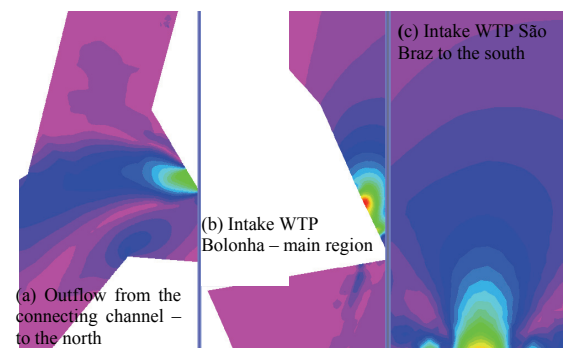 (a) Outflow from the
connecting channel –
to the north
(b) Intake WTP
Bolonha – main region
(c) Intake WTP São
Braz to the south